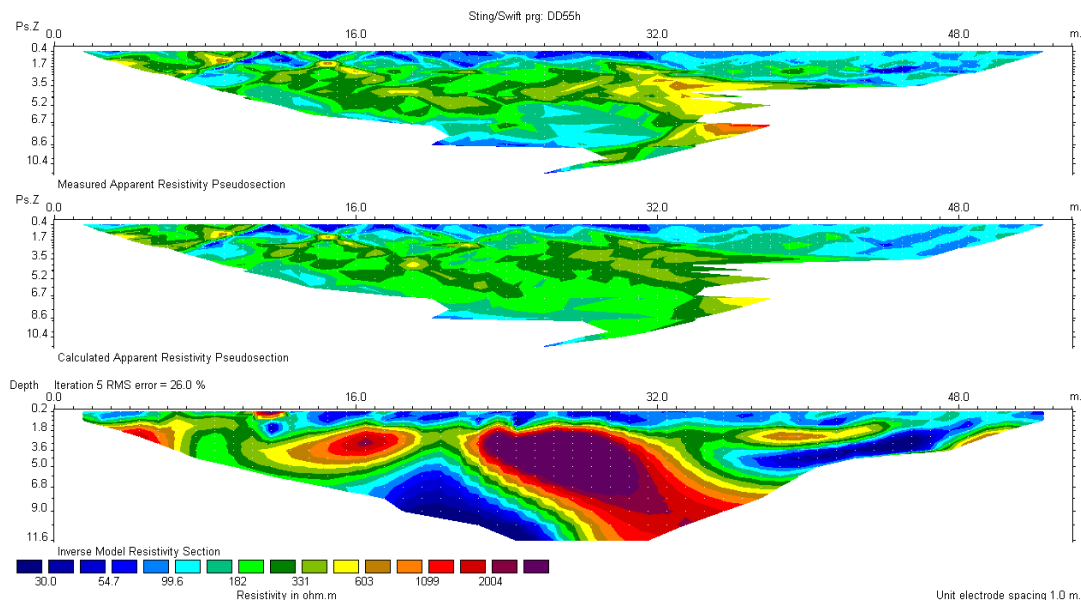 Sting/Swift prg: DD55h
Ps.Z 0.0 16.0 32.0 48.0 m.
0.4
1.7
3.5
5.2
6.7
8.6
10.4
Measured Apparent Resistivity Pseudosection
Ps.Z 0.0 16.0 32.0 48.0 m.
0.4
1.7
3.5
5.2
6.7
8.6
10.4
Calculated Apparent Resistivity Pseudosection
Depth Iteration 5 RMS error = 26.0 %
0.0 16.0 32.0 48.0 m.
0.2
1.8
3.6
5.0
6.8
9.0
11.6
Inverse Model Resistivity Section
30.0 54.7 99.6 182 331 603 1099 2004
Resistivity in ohm.m Unit electrode spacing 1.0 m.